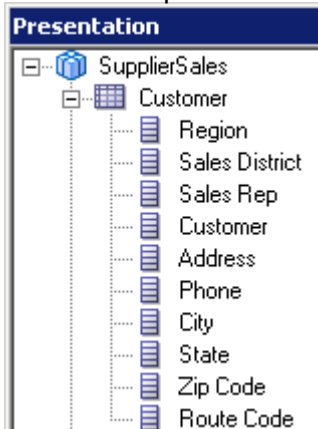 Presentation
SupplierSales
Customer
Region
Sales District
Sales Rep
Customer
Address
Phone
City
State
Zip Code
Route Code